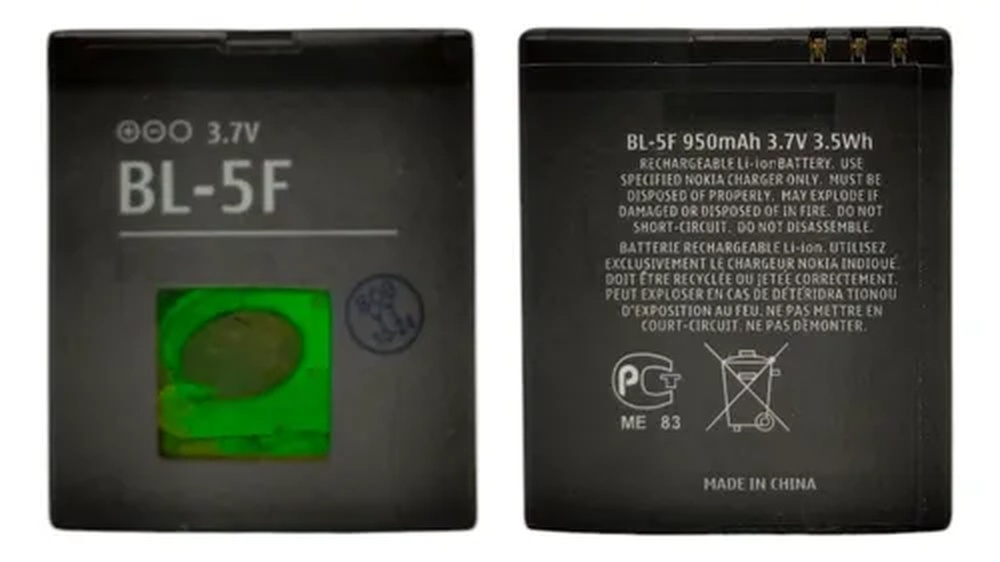 3.7V
BL-5F
BL-5F 950mAh 3.7V 3.5Wh
RECHARGEABLE Li-ion BATTERY. USE
SPECIFIED NOKIA CHARGER ONLY. MUST BE
DISPOSED OF PROPERLY. MAY EXPLODE IF
DAMAGED OR DISPOSED OF IN FIRE. DO NOT
SHORT-CIRCUIT. DO NOT DISASSEMBLE.
BATTERIE RECHARGEABLE Li-ion. UTILISEZ
EXCLUSIVEMENT LE CHARGEUR NOKIA INDIQUÉ.
DOIT ÊTRE RECYCLÉE OU JETÉE CORRECTEMENT.
PEUT EXPLOSER EN CAS DE DÉTÉRIDRA TIONOU
D'EXPOSITION AU FEU. NE PAS METTRE EN
COURT-CIRCUIT. NE PAS DÉMONTER.
PCT
ME 83
MADE IN CHINA